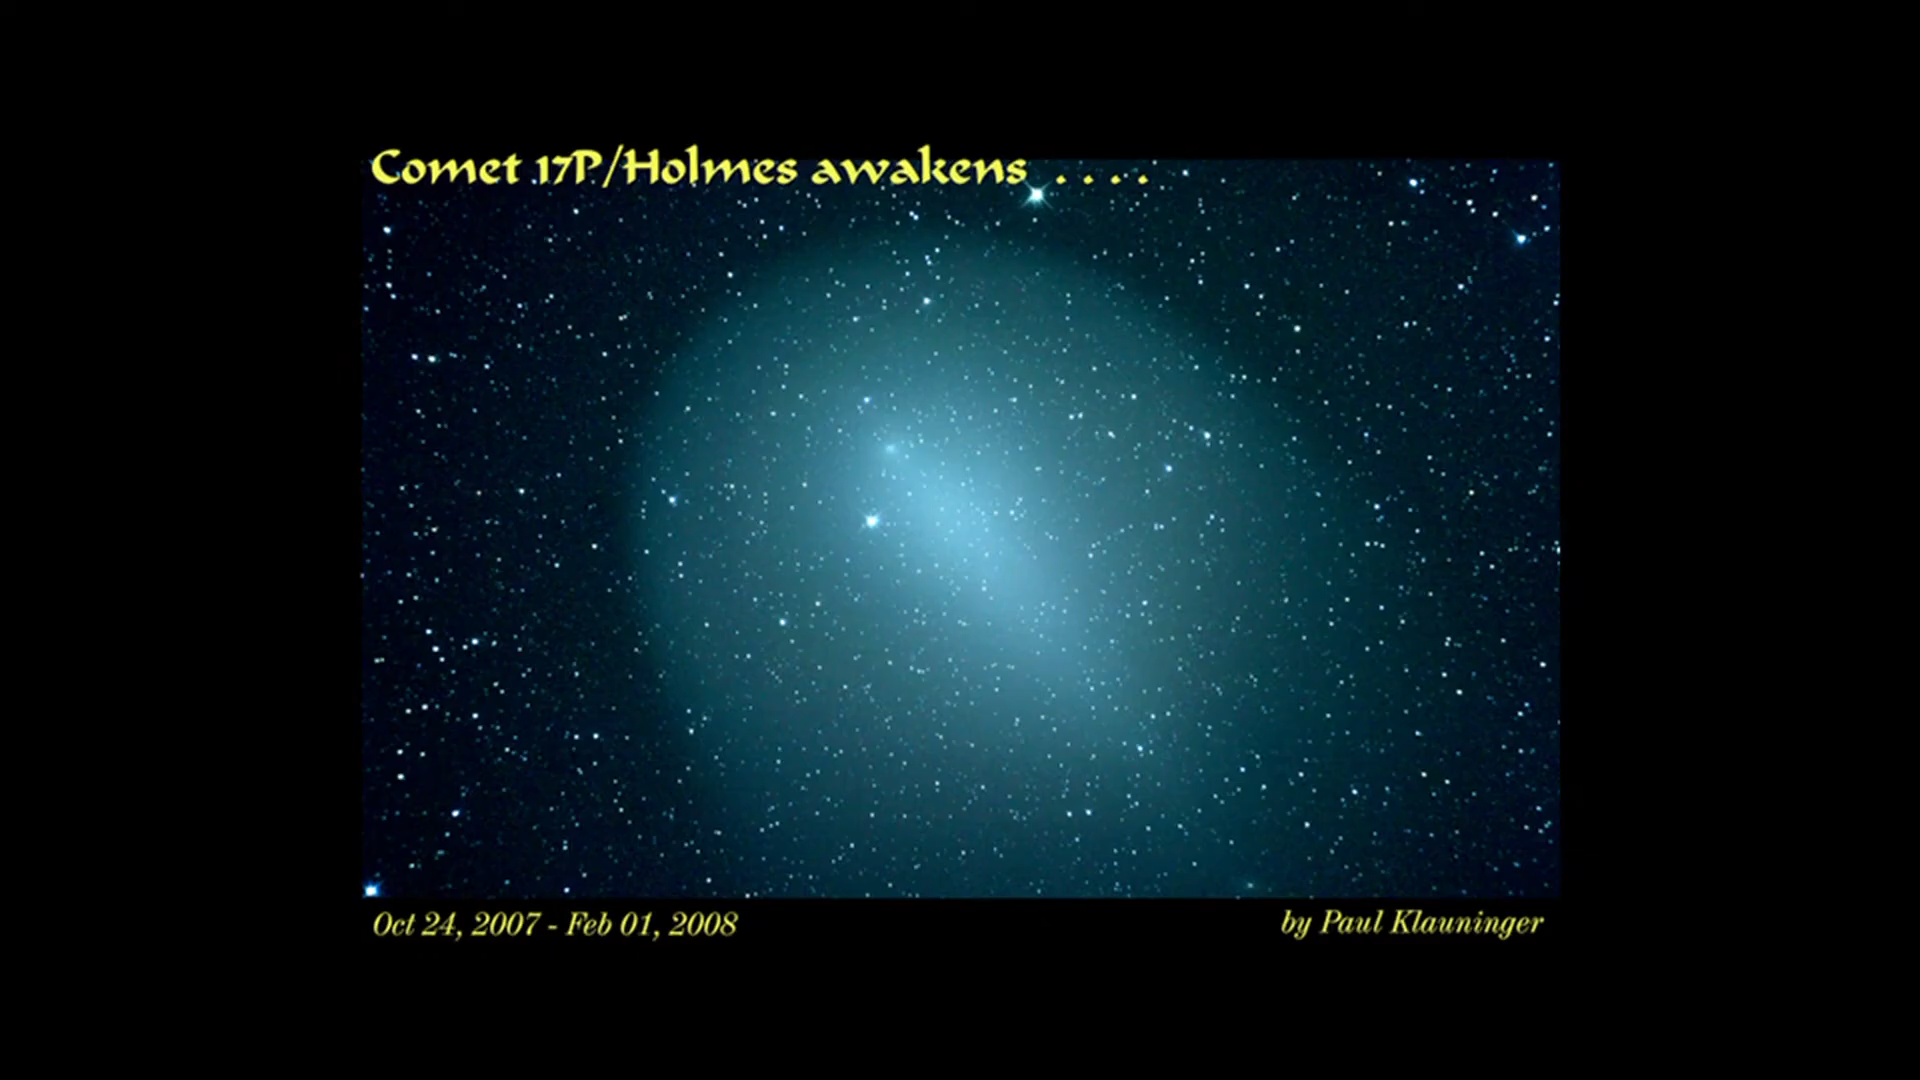 Comet 17P/Holmes awakens . . . .
Oct 24, 2007 - Feb 01, 2008
by Paul Klauninger